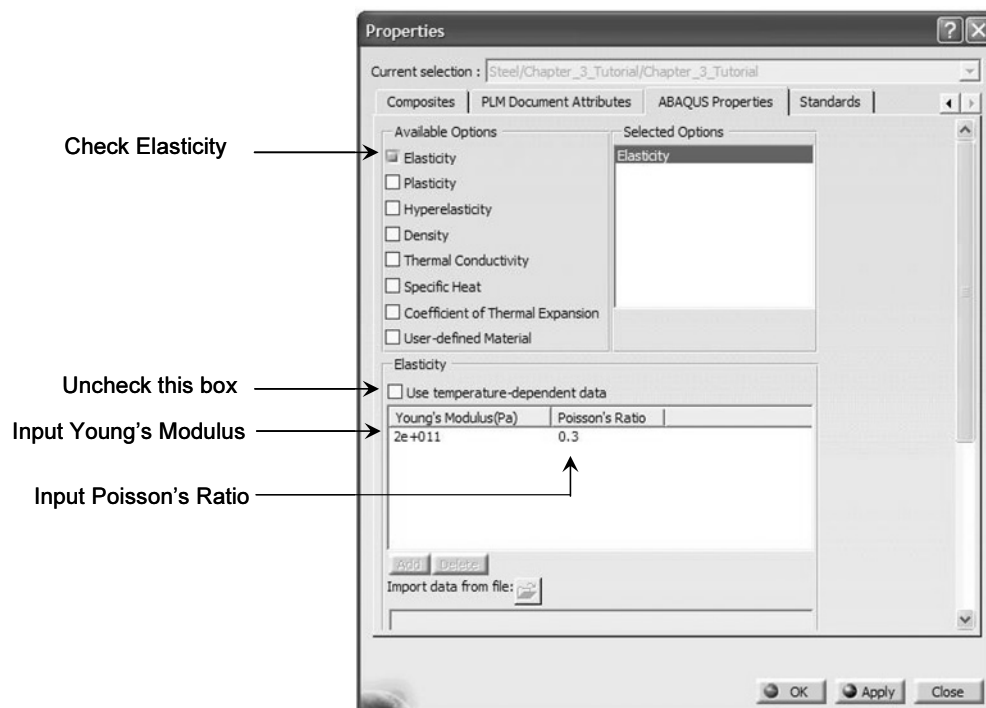 Properties
Current selection : Steel/Chapter_3_Tutorial/Chapter_3_Tutorial
Composites PLM Document Attributes ABAQUS Properties Standards
Available Options Selected Options
Check Elasticity
Elasticity Elasticity
Plasticity
Hyperelasticity
Density
Thermal Conductivity
Specific Heat
Coefficient of Thermal Expansion
User-defined Material
Elasticity
Uncheck this box
Use temperature-dependent data
Young's Modulus(Pa) Poisson's Ratio
Input Young's Modulus
2e+011 0.3
Input Poisson's Ratio
Add Delete
Import data from file:
OK Apply Close